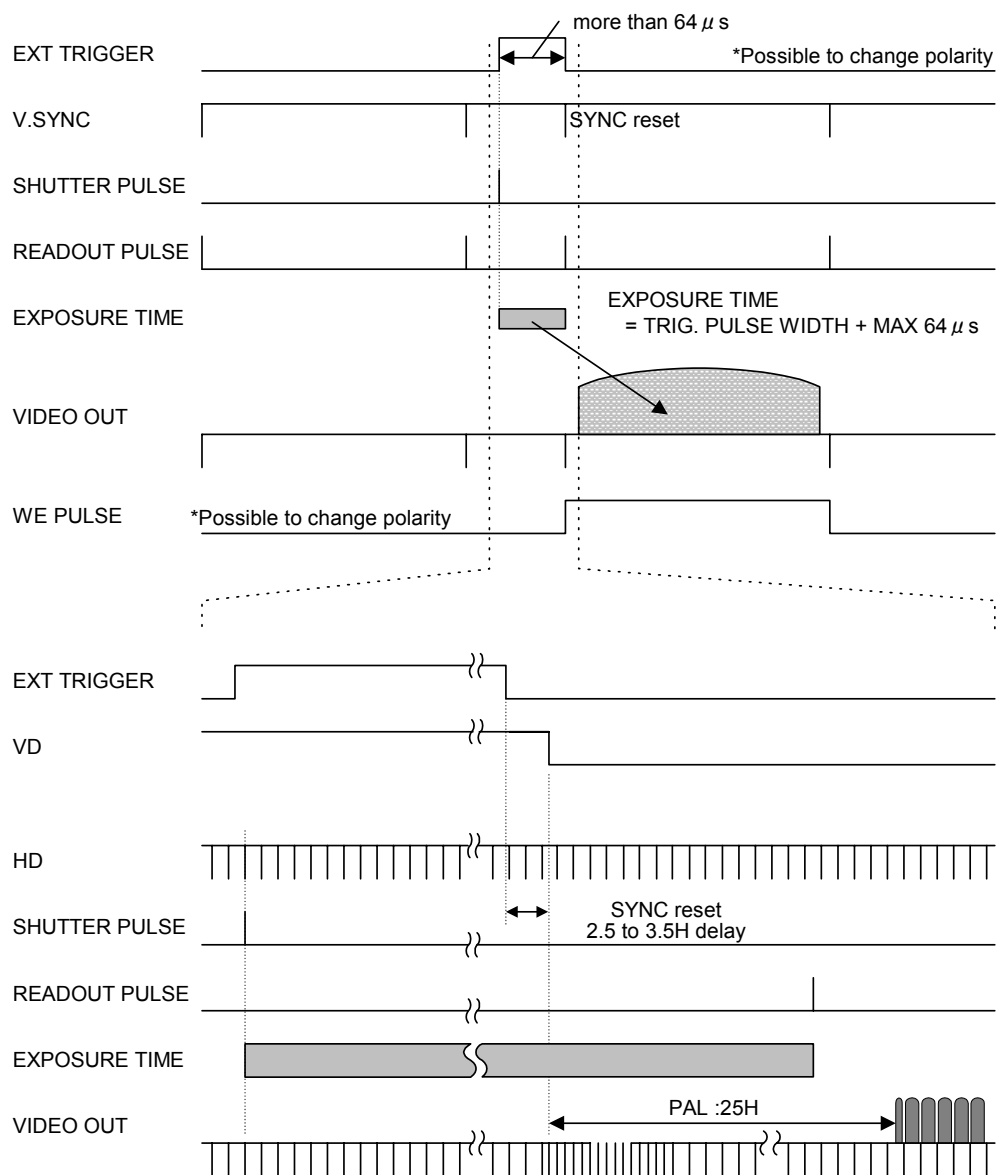 more than 64 μ s
EXT TRIGGER
*Possible to change polarity
V.SYNC
SYNC reset
SHUTTER PULSE
READOUT PULSE
EXPOSURE TIME
EXPOSURE TIME
= TRIG. PULSE WIDTH + MAX 64 μ s
VIDEO OUT
WE PULSE
*Possible to change polarity
EXT TRIGGER
VD
HD
SYNC reset
2.5 to 3.5H delay
SHUTTER PULSE
READOUT PULSE
EXPOSURE TIME
PAL :25H
VIDEO OUT